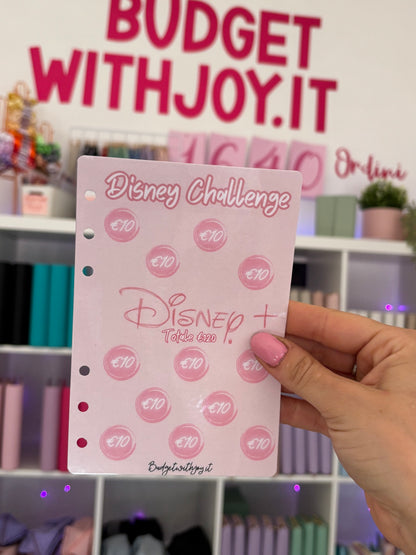 BUDGET
WITHJOY.IT
1640 Ordini
Disney Challenge
€10 €10
€10 €10
Disney +
Totale €120
€10 €10 €10
€10 €10
€10 €10 €10
Budgetwithjoy.it